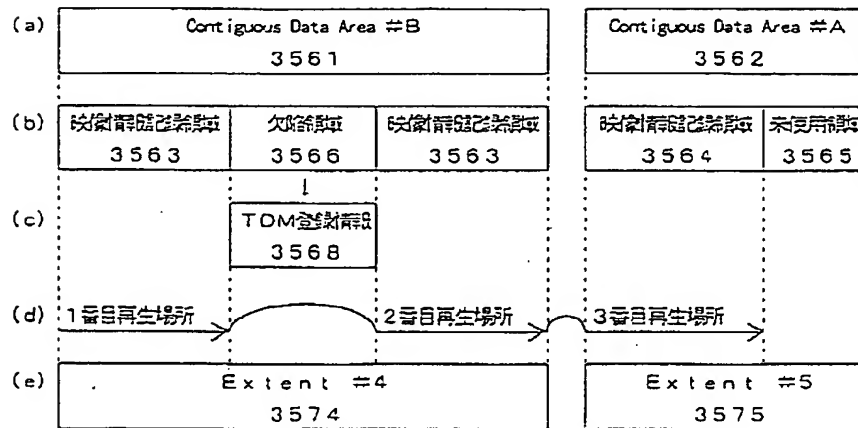 (a) Contiguous Data Area #B Contiguous Data Area #A
3561 3562
(b) 映像情報記録領域 欠陥領域 映像情報記録領域 映像情報記録領域 未使用領域
3563 3566 3563 3564 3565
(c) TDM登録情報
3568
(d) 1番目再生場所 2番目再生場所 3番目再生場所
(e) Extent #4 Extent #5
3574 3575